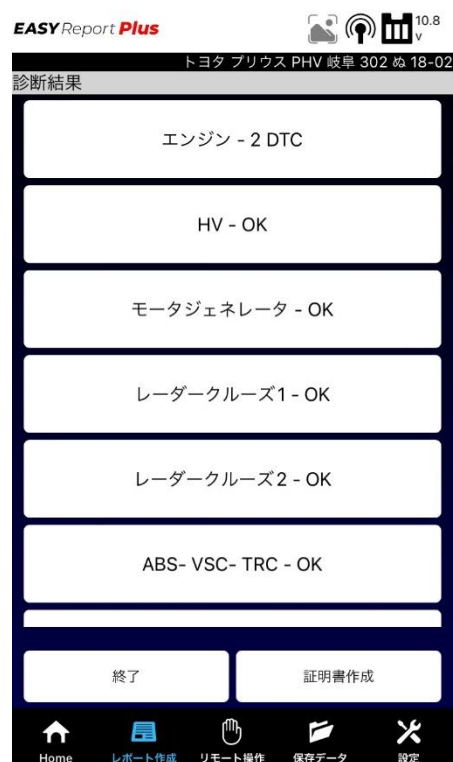 EASY Report Plus
10.8
v
トヨタ プリウス PHV 岐阜 302 ぬ 18-02
診断結果
エンジン - 2 DTC
HV - OK
モータジェネレータ - OK
レーダークルーズ1 - OK
レーダークルーズ2 - OK
ABS- VSC- TRC - OK
終了
証明書作成
Home
レポート作成
リモート操作
保存データ
設定